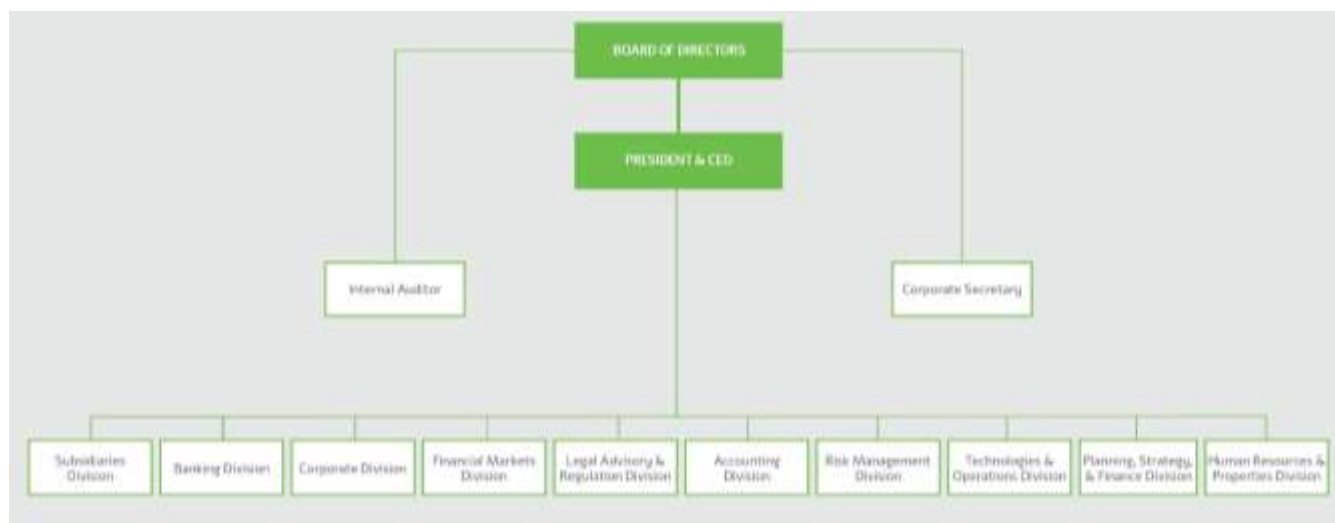 BOARD OF DIRECTORS
PRESIDENT & CEO
Internal Auditor
Corporate Secretary
Subsidiaries
Division
Banking Division
Corporate Division
Financial Markets
Division
Legal Advisory &
Regulation Division
Accounting
Division
Risk Management
Division
Technologies &
Operations Division
Planning, Strategy,
& Finance Division
Human Resources &
Properties Division